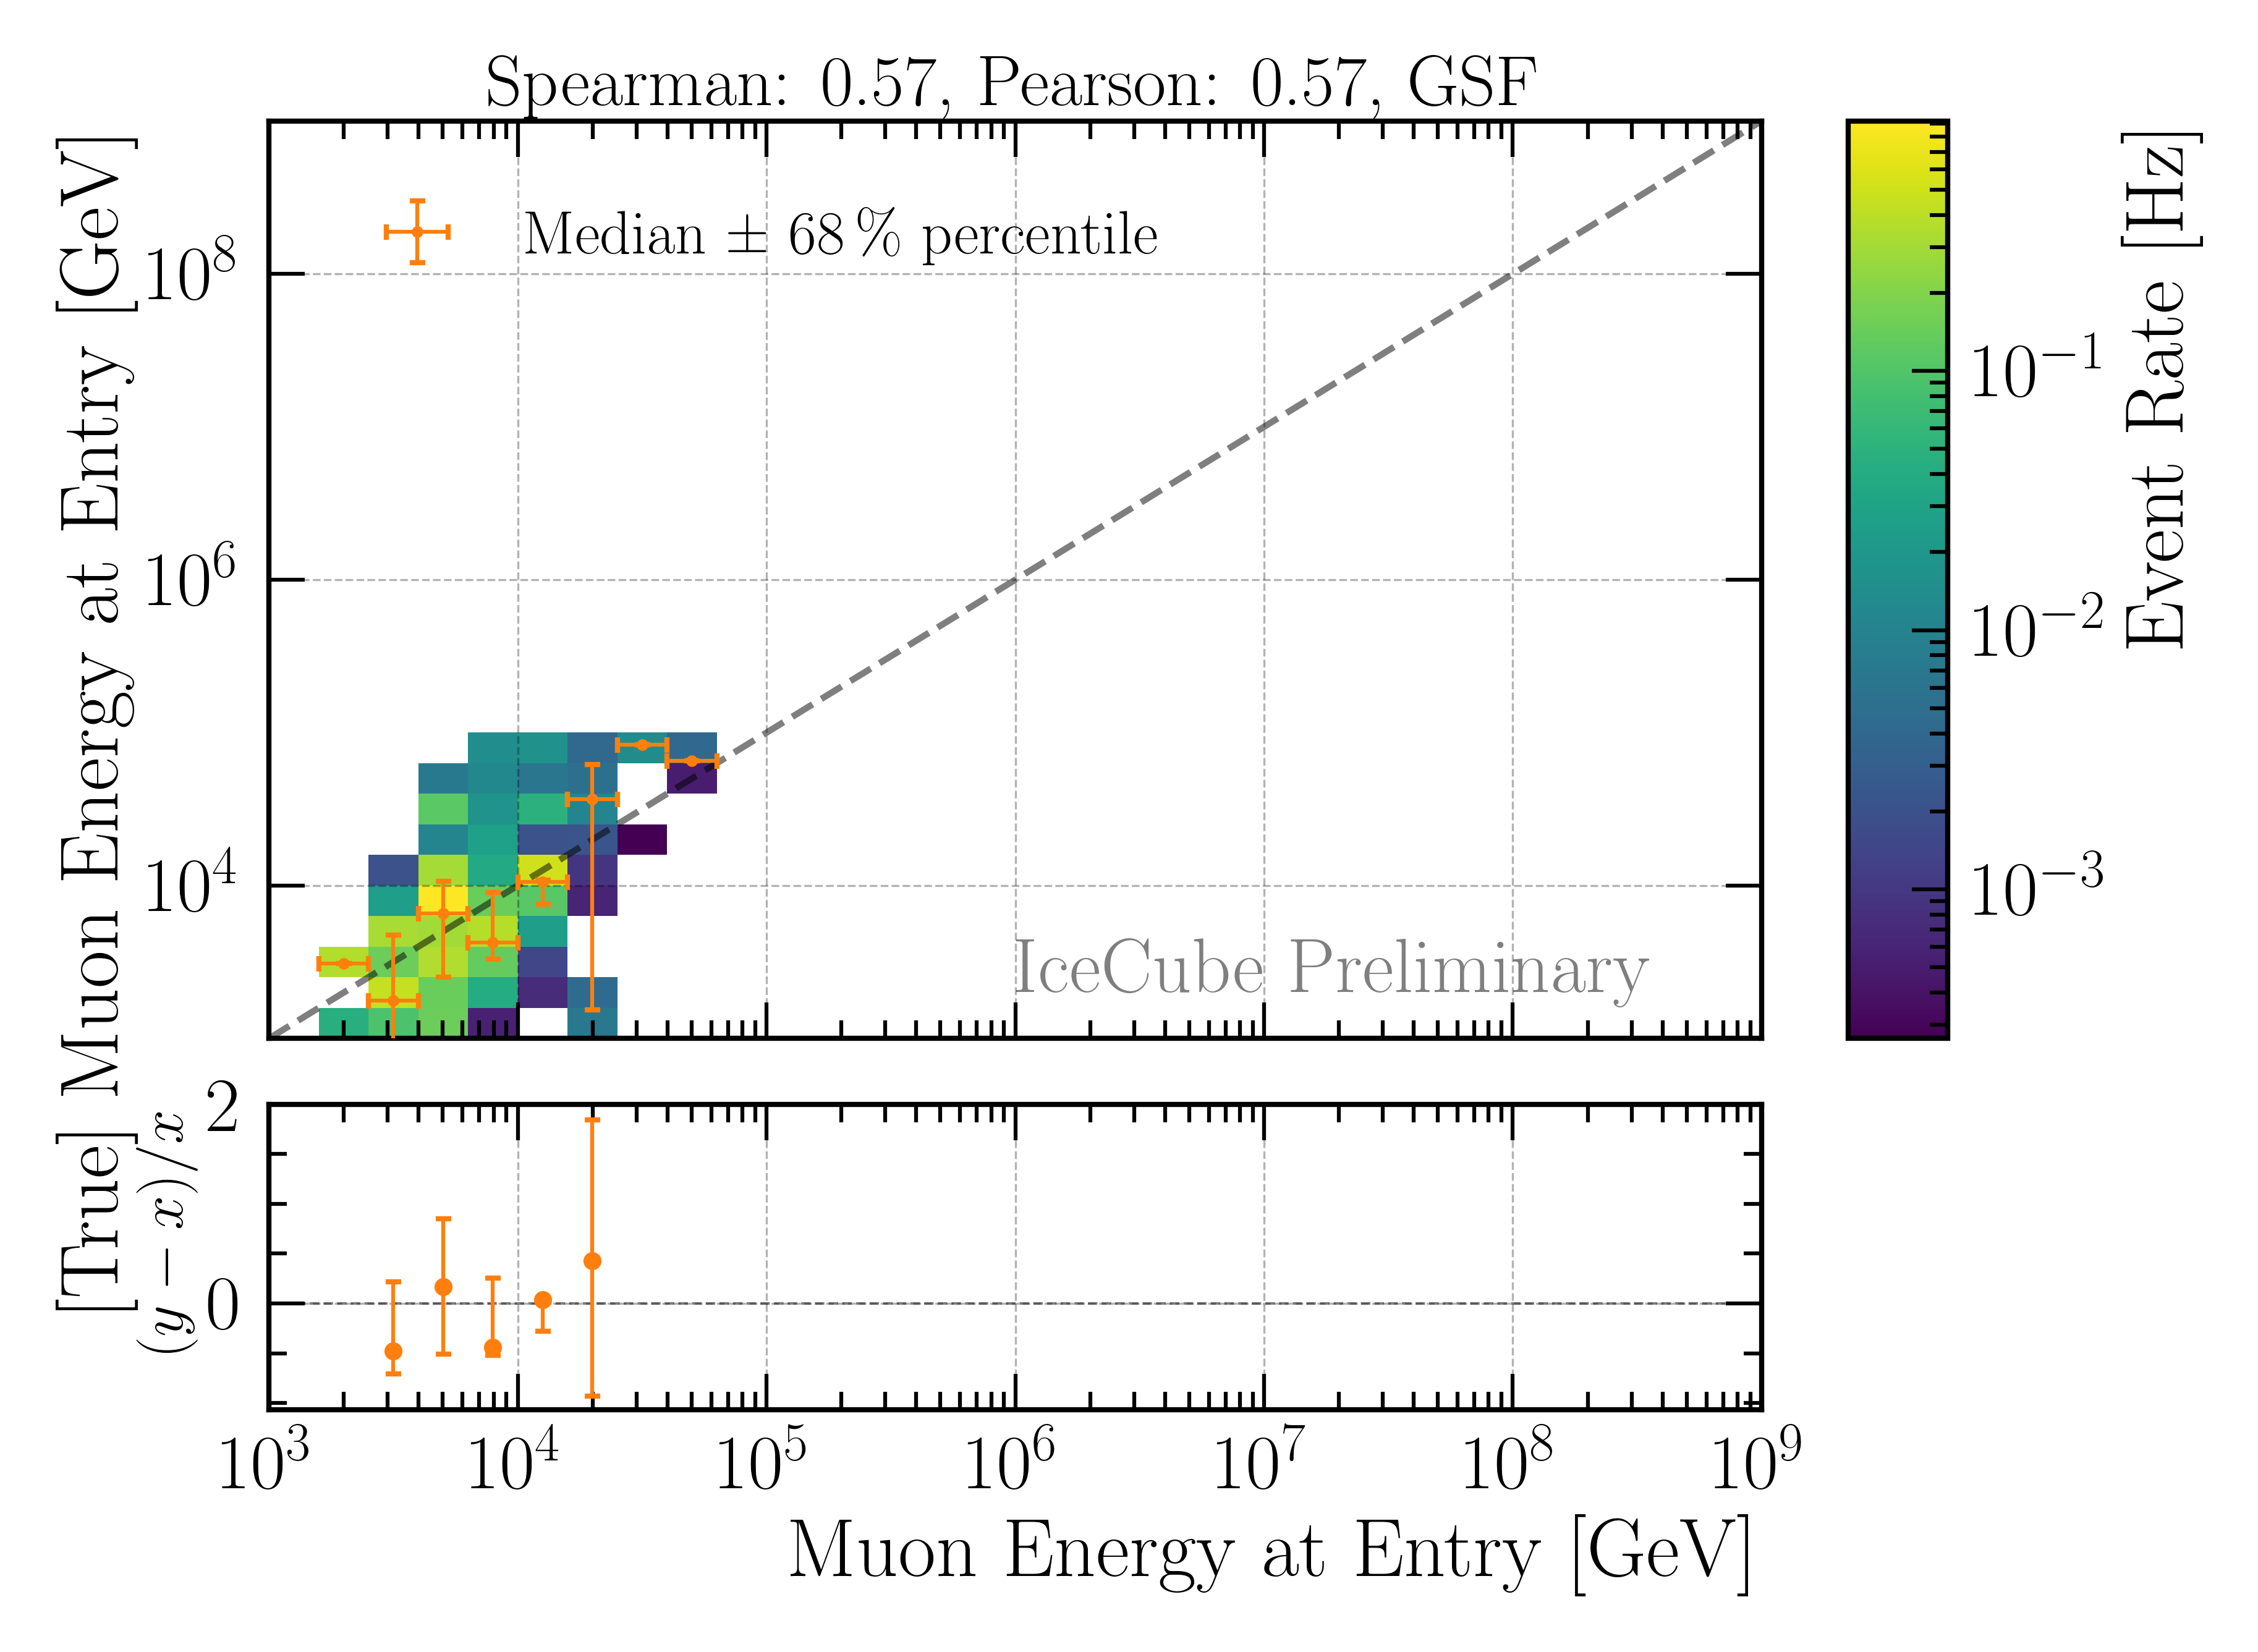 Spearman: 0.57, Pearson: 0.57, GSF
[True] Muon Energy at Entry [GeV]
10^8
10^6
10^4
Median ± 68 % percentile
IceCube Preliminary
10^{-1}
10^{-2}
10^{-3}
Event Rate [Hz]
(y − x)/x
2
0
10^3 10^4 10^5 10^6 10^7 10^8 10^9
Muon Energy at Entry [GeV]